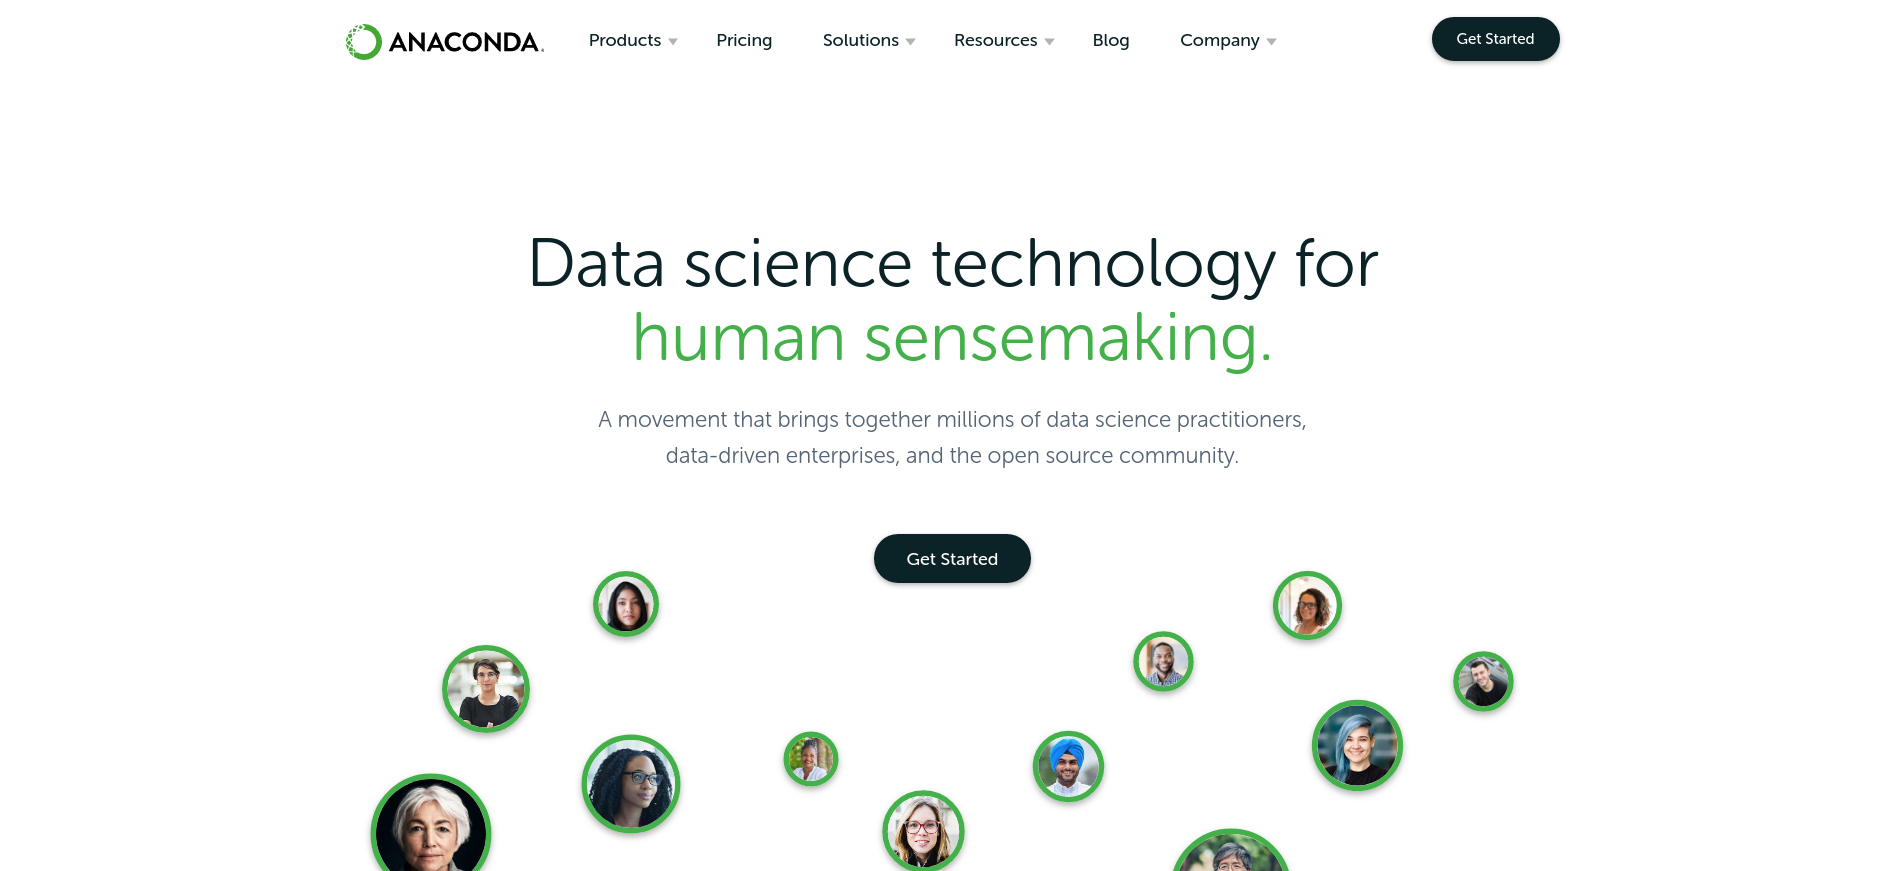 ANACONDA.
Products
Pricing
Solutions
Resources
Blog
Company
Get Started
Data science technology for
human sensemaking.
A movement that brings together millions of data science practitioners,
data-driven enterprises, and the open source community.
Get Started